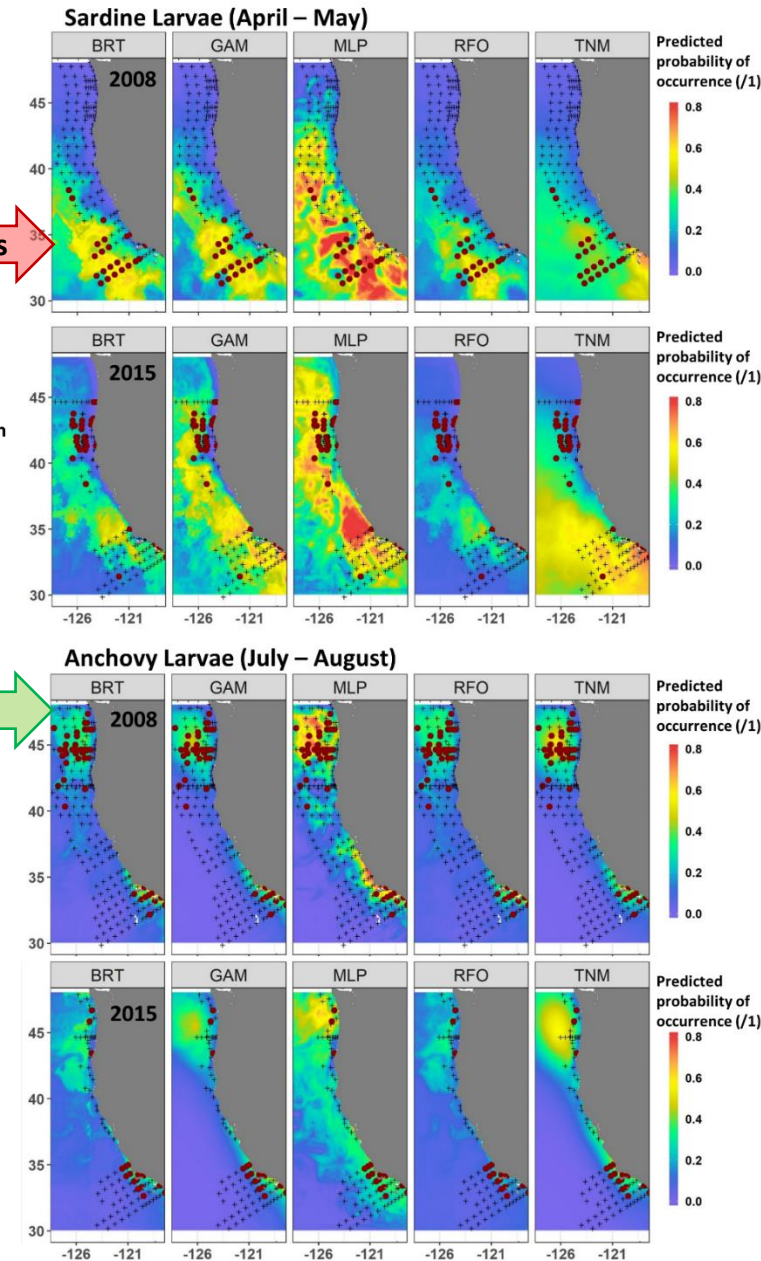 Sardine Larvae (April – May)
BRT GAM MLP RFO TNM
2008
Predicted
probability of
occurrence (/1)
0.8
0.6
0.4
0.2
0.0
45
40
35
30
s
BRT GAM MLP RFO TNM
2015
Predicted
probability of
occurrence (/1)
0.8
0.6
0.4
0.2
0.0
45
40
35
30
n
-126 -121 -126 -121 -126 -121 -126 -121 -126 -121
Anchovy Larvae (July – August)
BRT GAM MLP RFO TNM
2008
Predicted
probability of
occurrence (/1)
0.8
0.6
0.4
0.2
0.0
45
40
35
30
BRT GAM MLP RFO TNM
2015
Predicted
probability of
occurrence (/1)
0.8
0.6
0.4
0.2
0.0
45
40
35
30
-126 -121 -126 -121 -126 -121 -126 -121 -126 -121